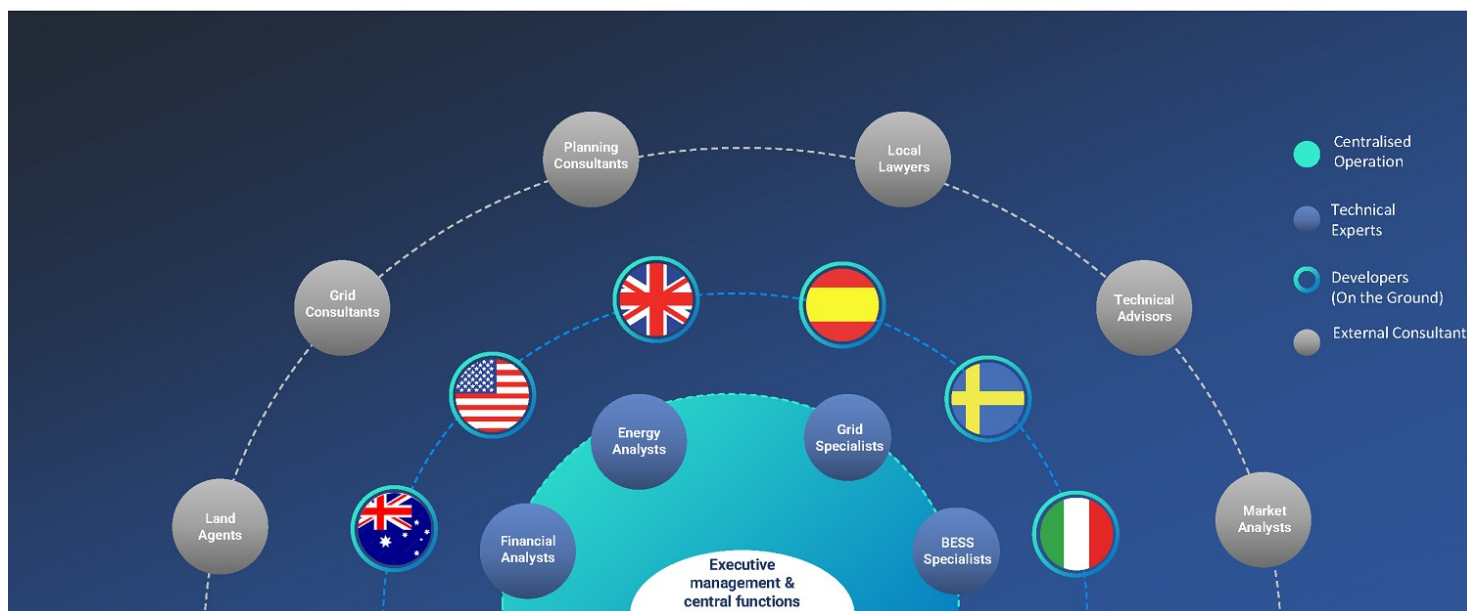 Planning
Consultants
Local
Lawyers
Centralised
Operation
Technical
Experts
Developers
(On the Ground)
External Consultant
Grid
Consultants
Technical
Advisors
Energy
Analysts
Grid
Specialists
Land
Agents
Financial
Analysts
BESS
Specialists
Market
Analysts
Executive
management &
central functions